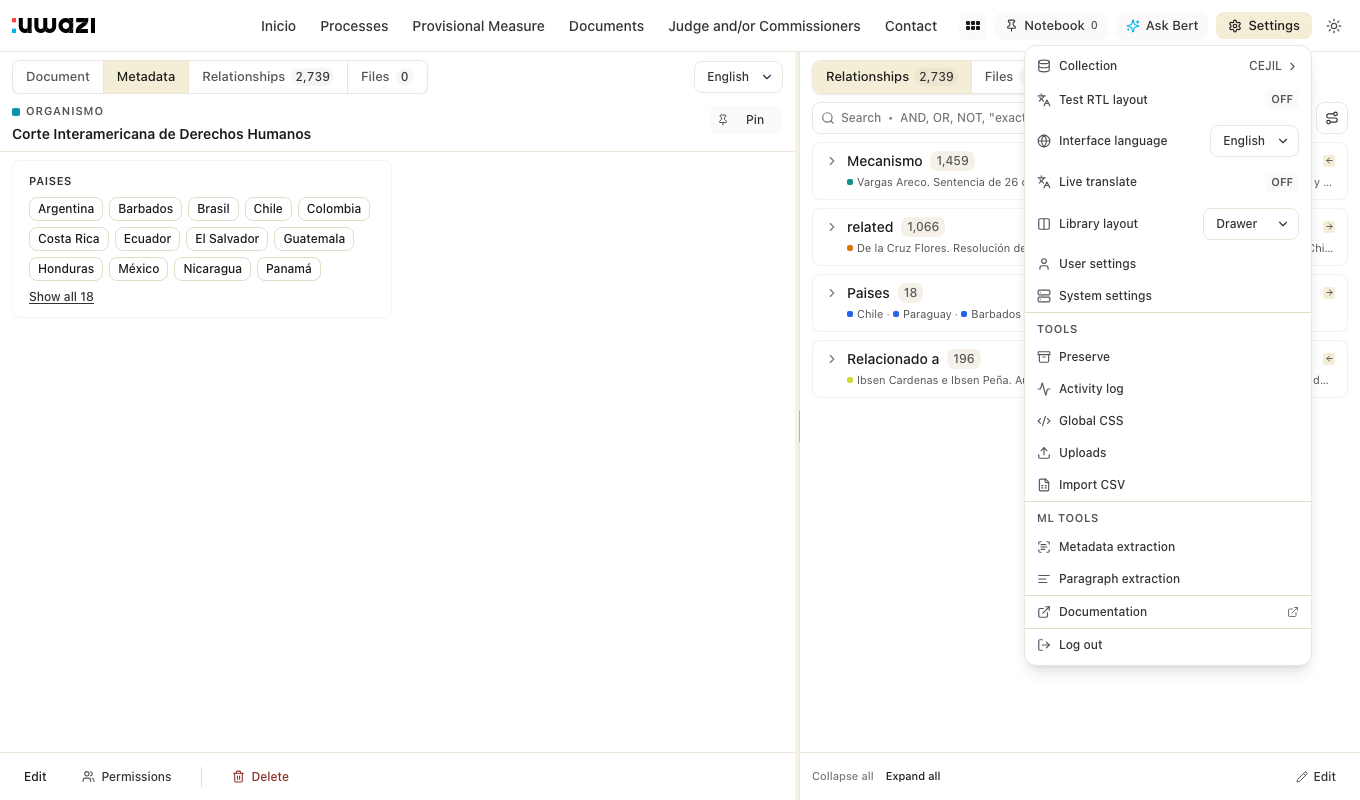 uwazi
Inicio
Processes
Provisional Measure
Documents
Judge and/or Commissioners
Contact
Notebook 0
Ask Bert
Settings
Document
Metadata
Relationships 2,739
Files 0
English
ORGANISMO
Corte Interamericana de Derechos Humanos
Pin
PAISES
Argentina
Barbados
Brasil
Chile
Colombia
Costa Rica
Ecuador
El Salvador
Guatemala
Honduras
México
Nicaragua
Panamá
Show all 18
Edit
Permissions
Delete
Relationships 2,739
Files
Search • AND, OR, NOT, "exact
Mecanismo 1,459
Vargas Areco. Sentencia de 26
y ...
related 1,066
De la Cruz Flores. Resolución de
Chi...
Paises 18
Chile · Paraguay · Barbados
Relacionado a 196
Ibsen Cardenas e Ibsen Peña.
d...
Collapse all
Expand all
Edit
Collection
CEJIL
Test RTL layout
OFF
Interface language
English
Live translate
OFF
Library layout
Drawer
User settings
System settings
TOOLS
Preserve
Activity log
Global CSS
Uploads
Import CSV
ML TOOLS
Metadata extraction
Paragraph extraction
Documentation
Log out